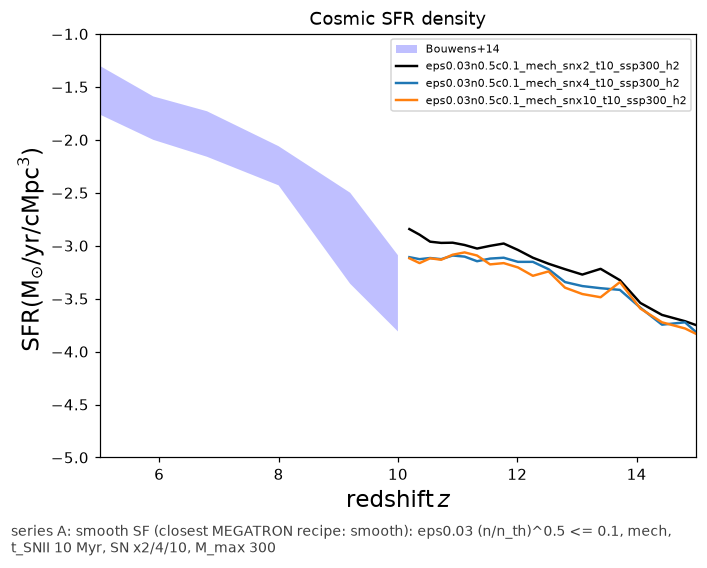 Cosmic SFR density
Bouwens+14
eps0.03n0.5c0.1_mech_snx2_t10_ssp300_h2
eps0.03n0.5c0.1_mech_snx4_t10_ssp300_h2
eps0.03n0.5c0.1_mech_snx10_t10_ssp300_h2
SFR(M⊙/yr/cMpc³)
−1.0
−1.5
−2.0
−2.5
−3.0
−3.5
−4.0
−4.5
−5.0
6 8 10 12 14
redshift z
series A: smooth SF (closest MEGATRON recipe: smooth): eps0.03 (n/n_th)^0.5 <= 0.1, mech,
t_SNII 10 Myr, SN x2/4/10, M_max 300